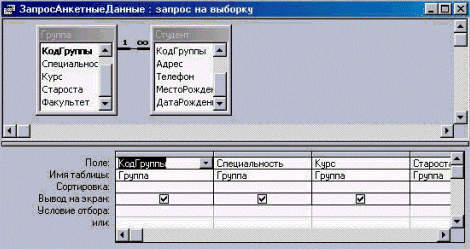 ЗапросАнкетныеДанные : запрос на выборку
Группа
Студент
КодГруппы
Специальнос
Курс
Староста
Факультет
1 ∞
КодГруппы
Адрес
Телефон
МестоРожден
ДатаРожден
Поле: КодГруппы Специальность Курс Староста
Имя таблицы: Группа Группа Группа Группа
Сортировка:
Вывод на экран:
Условие отбора:
или: